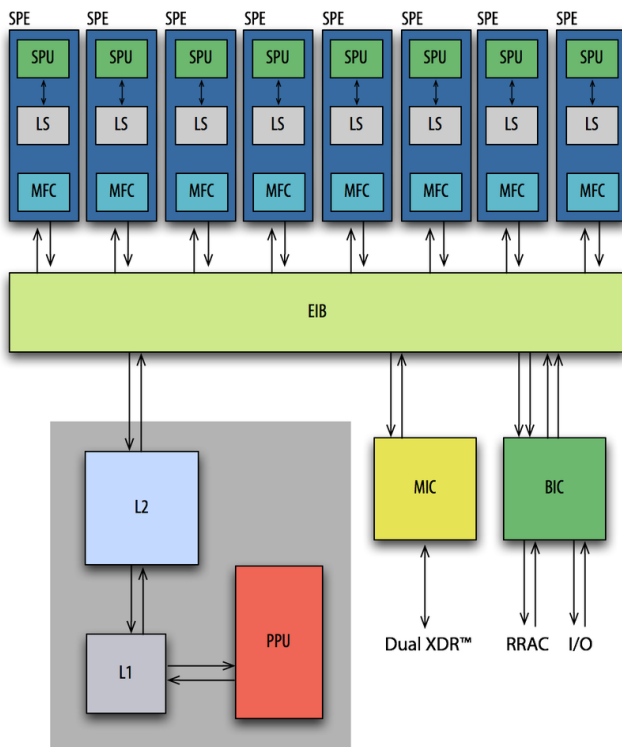 SPE SPE SPE SPE SPE SPE SPE SPE
SPU SPU SPU SPU SPU SPU SPU SPU
LS LS LS LS LS LS LS LS
MFC MFC MFC MFC MFC MFC MFC MFC
EIB
L2 MIC BIC
L1 PPU
Dual XDR™ RRAC I/O